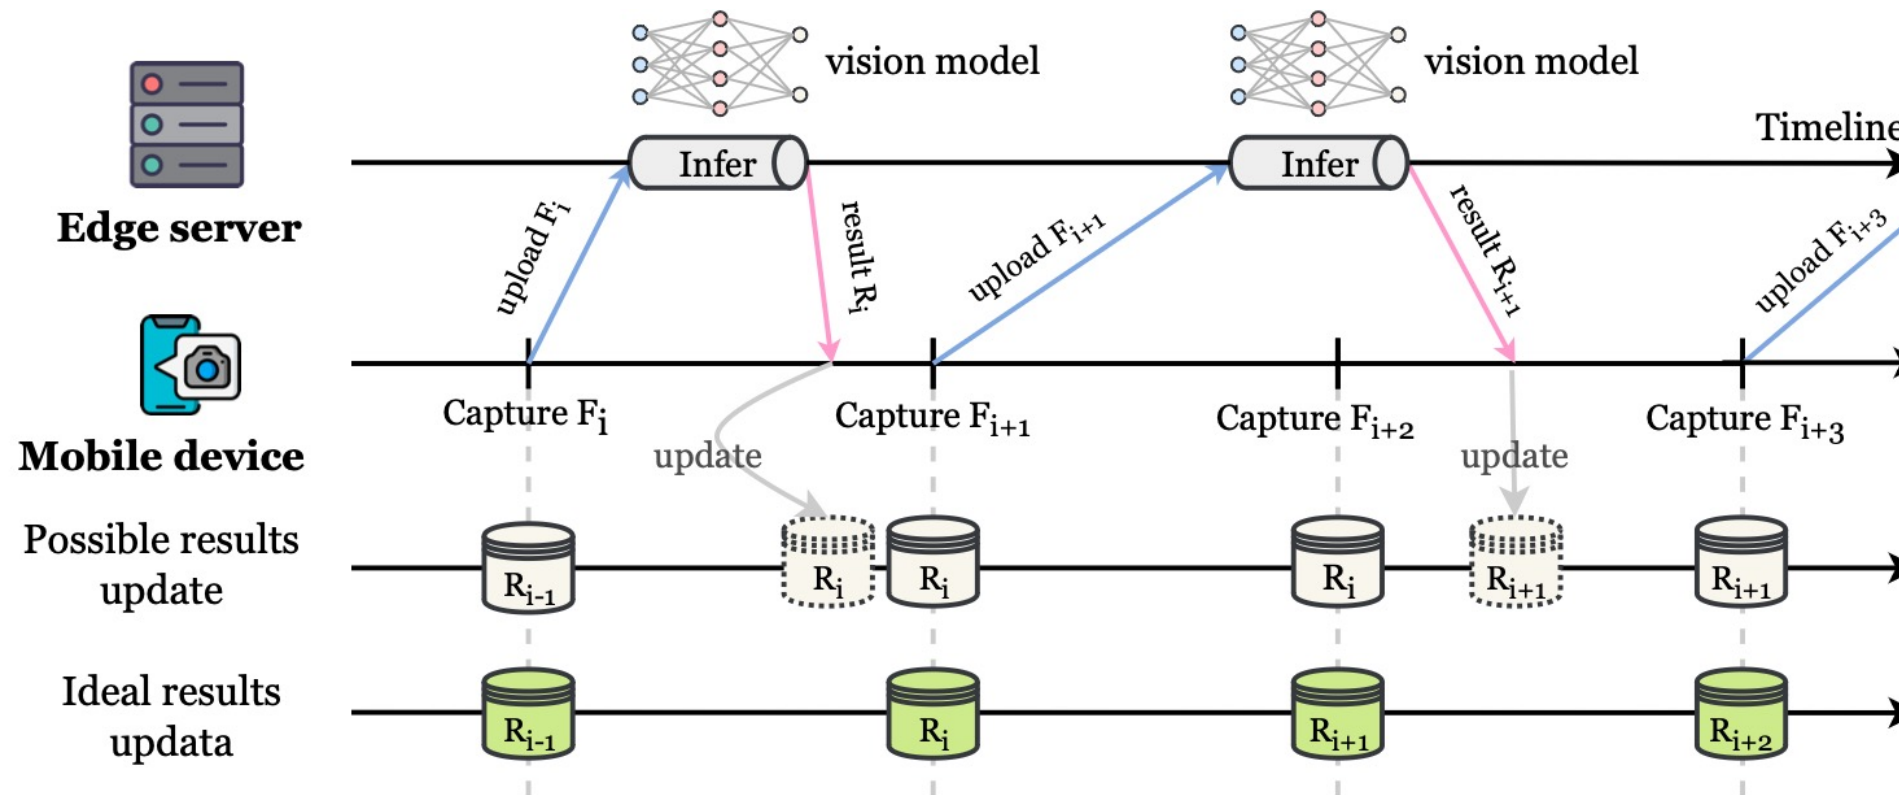 vision model
vision model
Timeline
Infer
Infer
Edge server
upload Fi
result Ri
upload Fi+1
result Ri+1
upload Fi+3
Capture Fi
Capture Fi+1
Capture Fi+2
Capture Fi+3
Mobile device
update
update
Possible results
update
Ri-1
Ri
Ri
Ri
Ri+1
Ri+1
Ideal results
updata
Ri-1
Ri
Ri+1
Ri+2